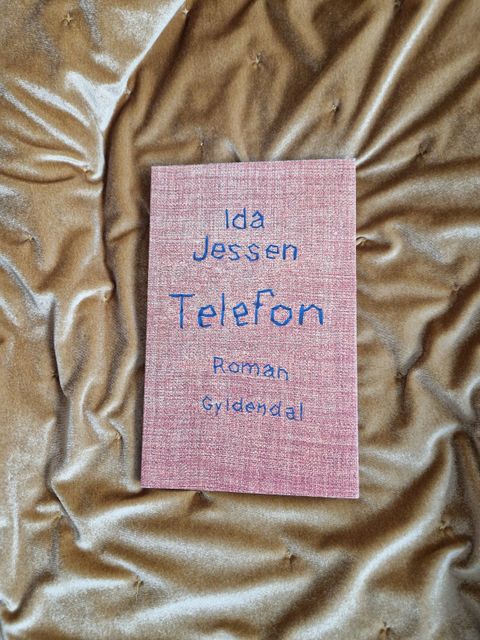 Ida
Jessen
Telefon
Roman
Gyldendal